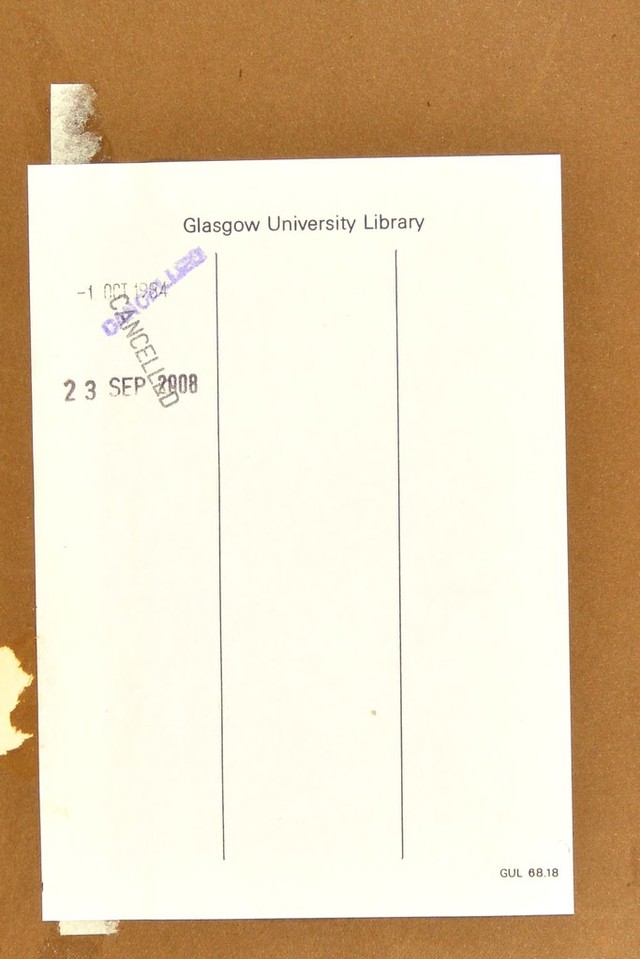 Glasgow University Library
-1 OCT 1984
CANCELLED
CANCELLED
23 SEP 2008
GUL 68.18